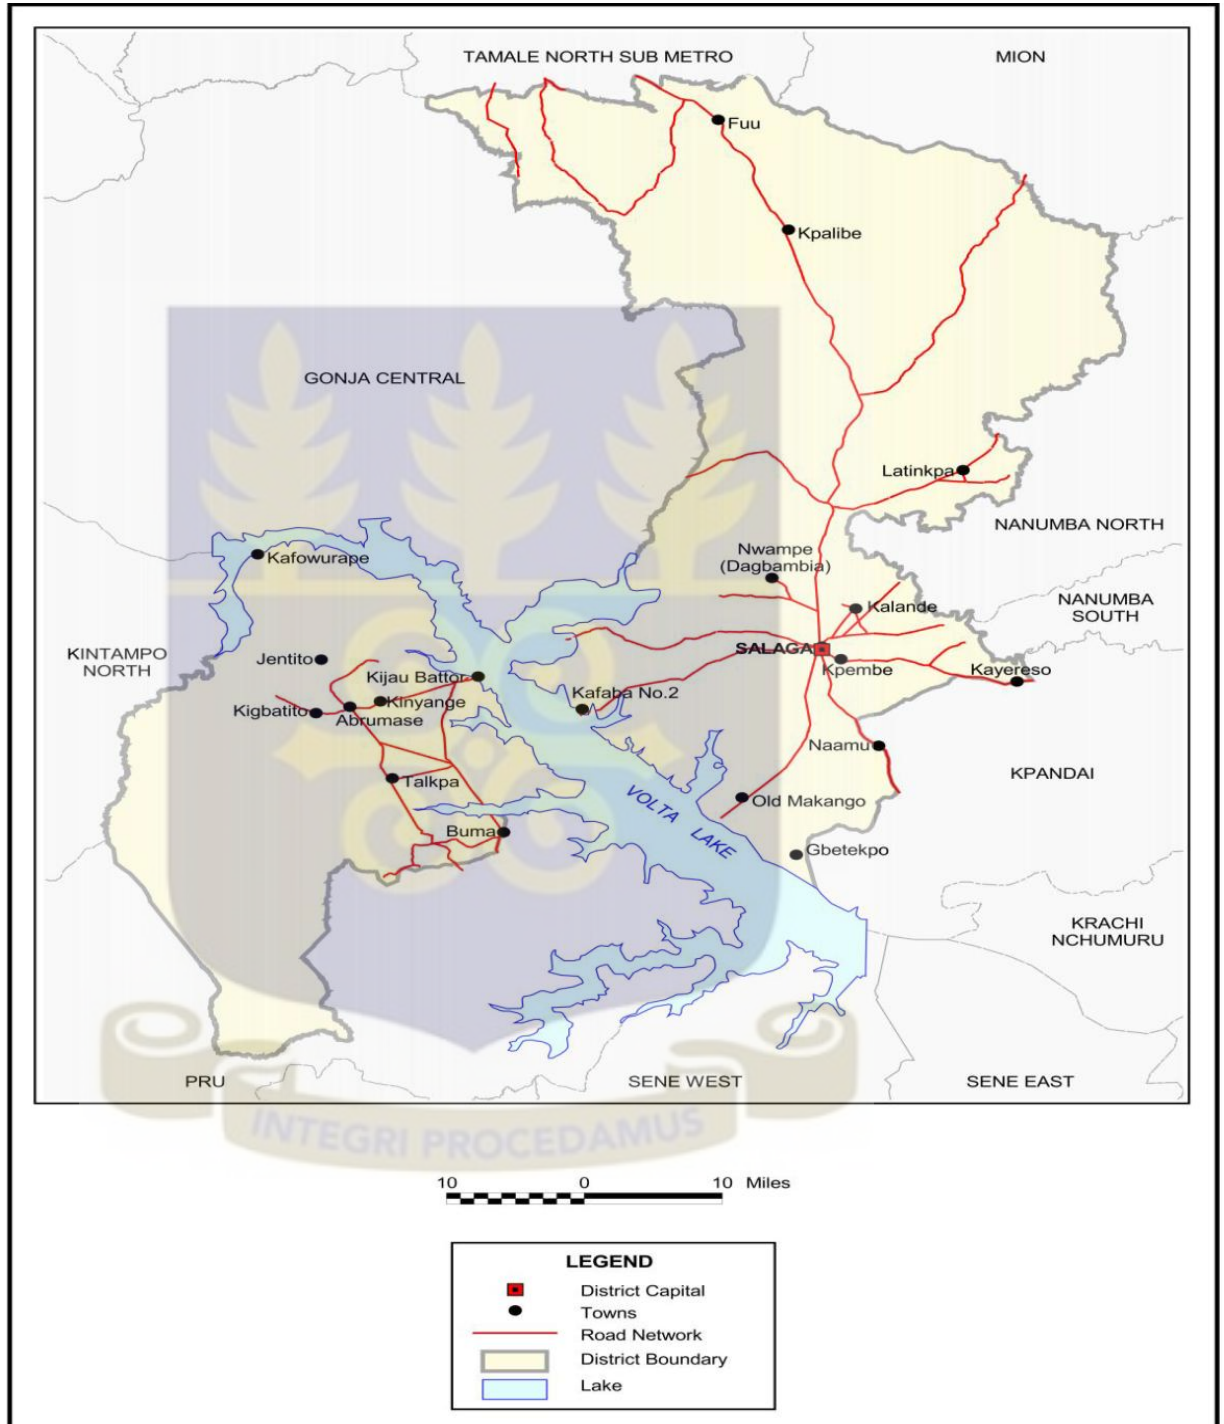 TAMALE NORTH SUB METRO
MION
Fuu
Kpalibe
GONJA CENTRAL
Latinkpa
NANUMBA NORTH
Nwampe
(Dagbambia)
Kafowurape
NANUMBA
SOUTH
Kalande
KINTAMPO
NORTH
Jentito
SALAGA
Kpembe
Kayereso
Kijau Battor
Kafaba No.2
Kinyange
Kigbatito
Abrumase
Naamu
KPANDAI
Talkpa
Old Makango
VOLTA LAKE
Buma
Gbetekpo
KRACHI
NCHUMURU
PRU
SENE WEST
SENE EAST
INTEGRI PROCEDAMUS
10 0 10 Miles
LEGEND
District Capital
Towns
Road Network
District Boundary
Lake